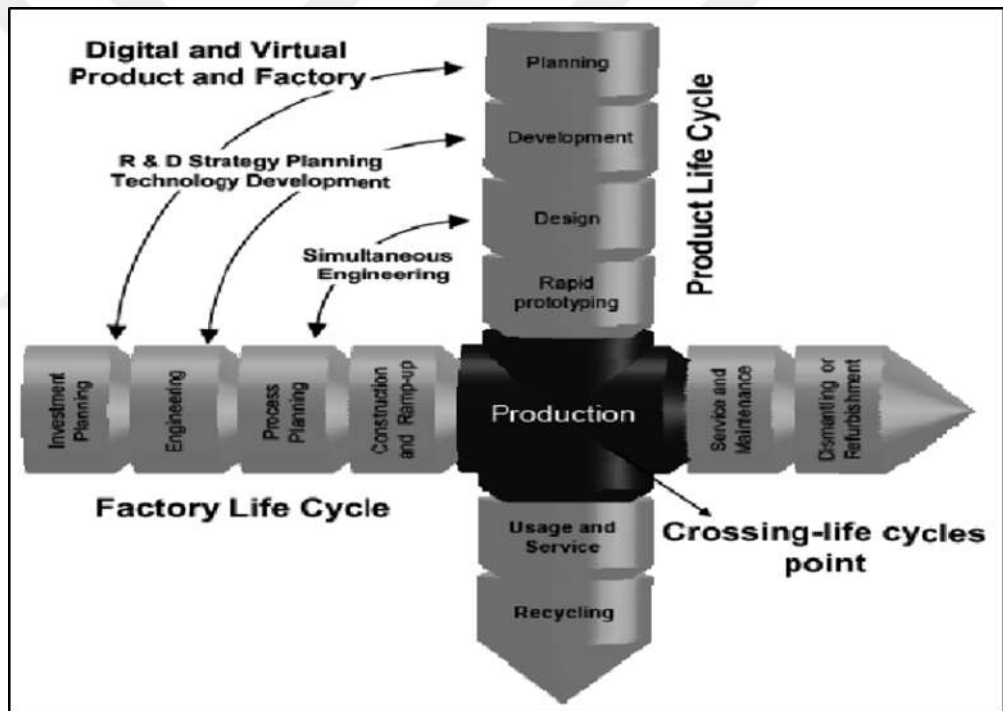 Digital and Virtual
Product and Factory
R & D Strategy Planning
Technology Development
Simultaneous
Engineering
Planning
Development
Design
Rapid
prototyping
Product Life Cycle
Investment
Planning
Engineering
Process
Planning
Construction
and Ramp-up
Production
Service and
Maintenance
Dismanting or
Refurbishment
Factory Life Cycle
Usage and
Service
Recycling
Crossing-life cycles
point